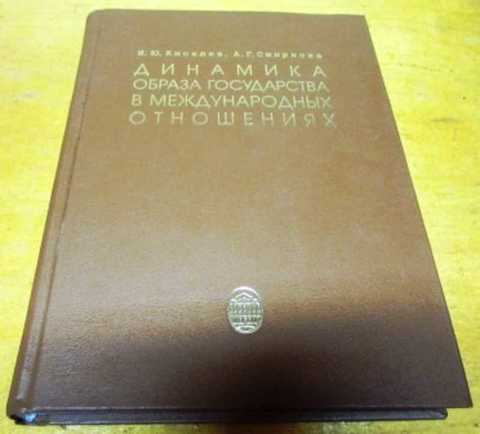 И. Ю. Киселев, А. Г. Смирнова
ДИНАМИКА
ОБРАЗА ГОСУДАРСТВА
В МЕЖДУНАРОДНЫХ
ОТНОШЕНИЯХ